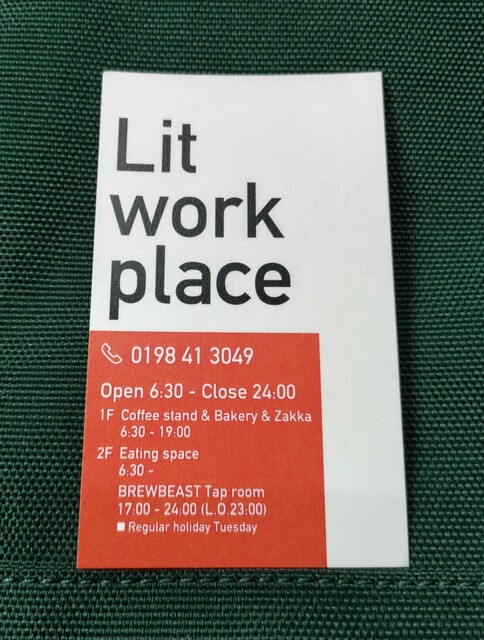 Lit
work
place
0198 41 3049
Open 6:30 - Close 24:00
1F Coffee stand & Bakery & Zakka
6:30 - 19:00
2F Eating space
6:30 -
BREWBEAST Tap room
17:00 - 24:00 (L.O.23:00)
■ Regular holiday Tuesday